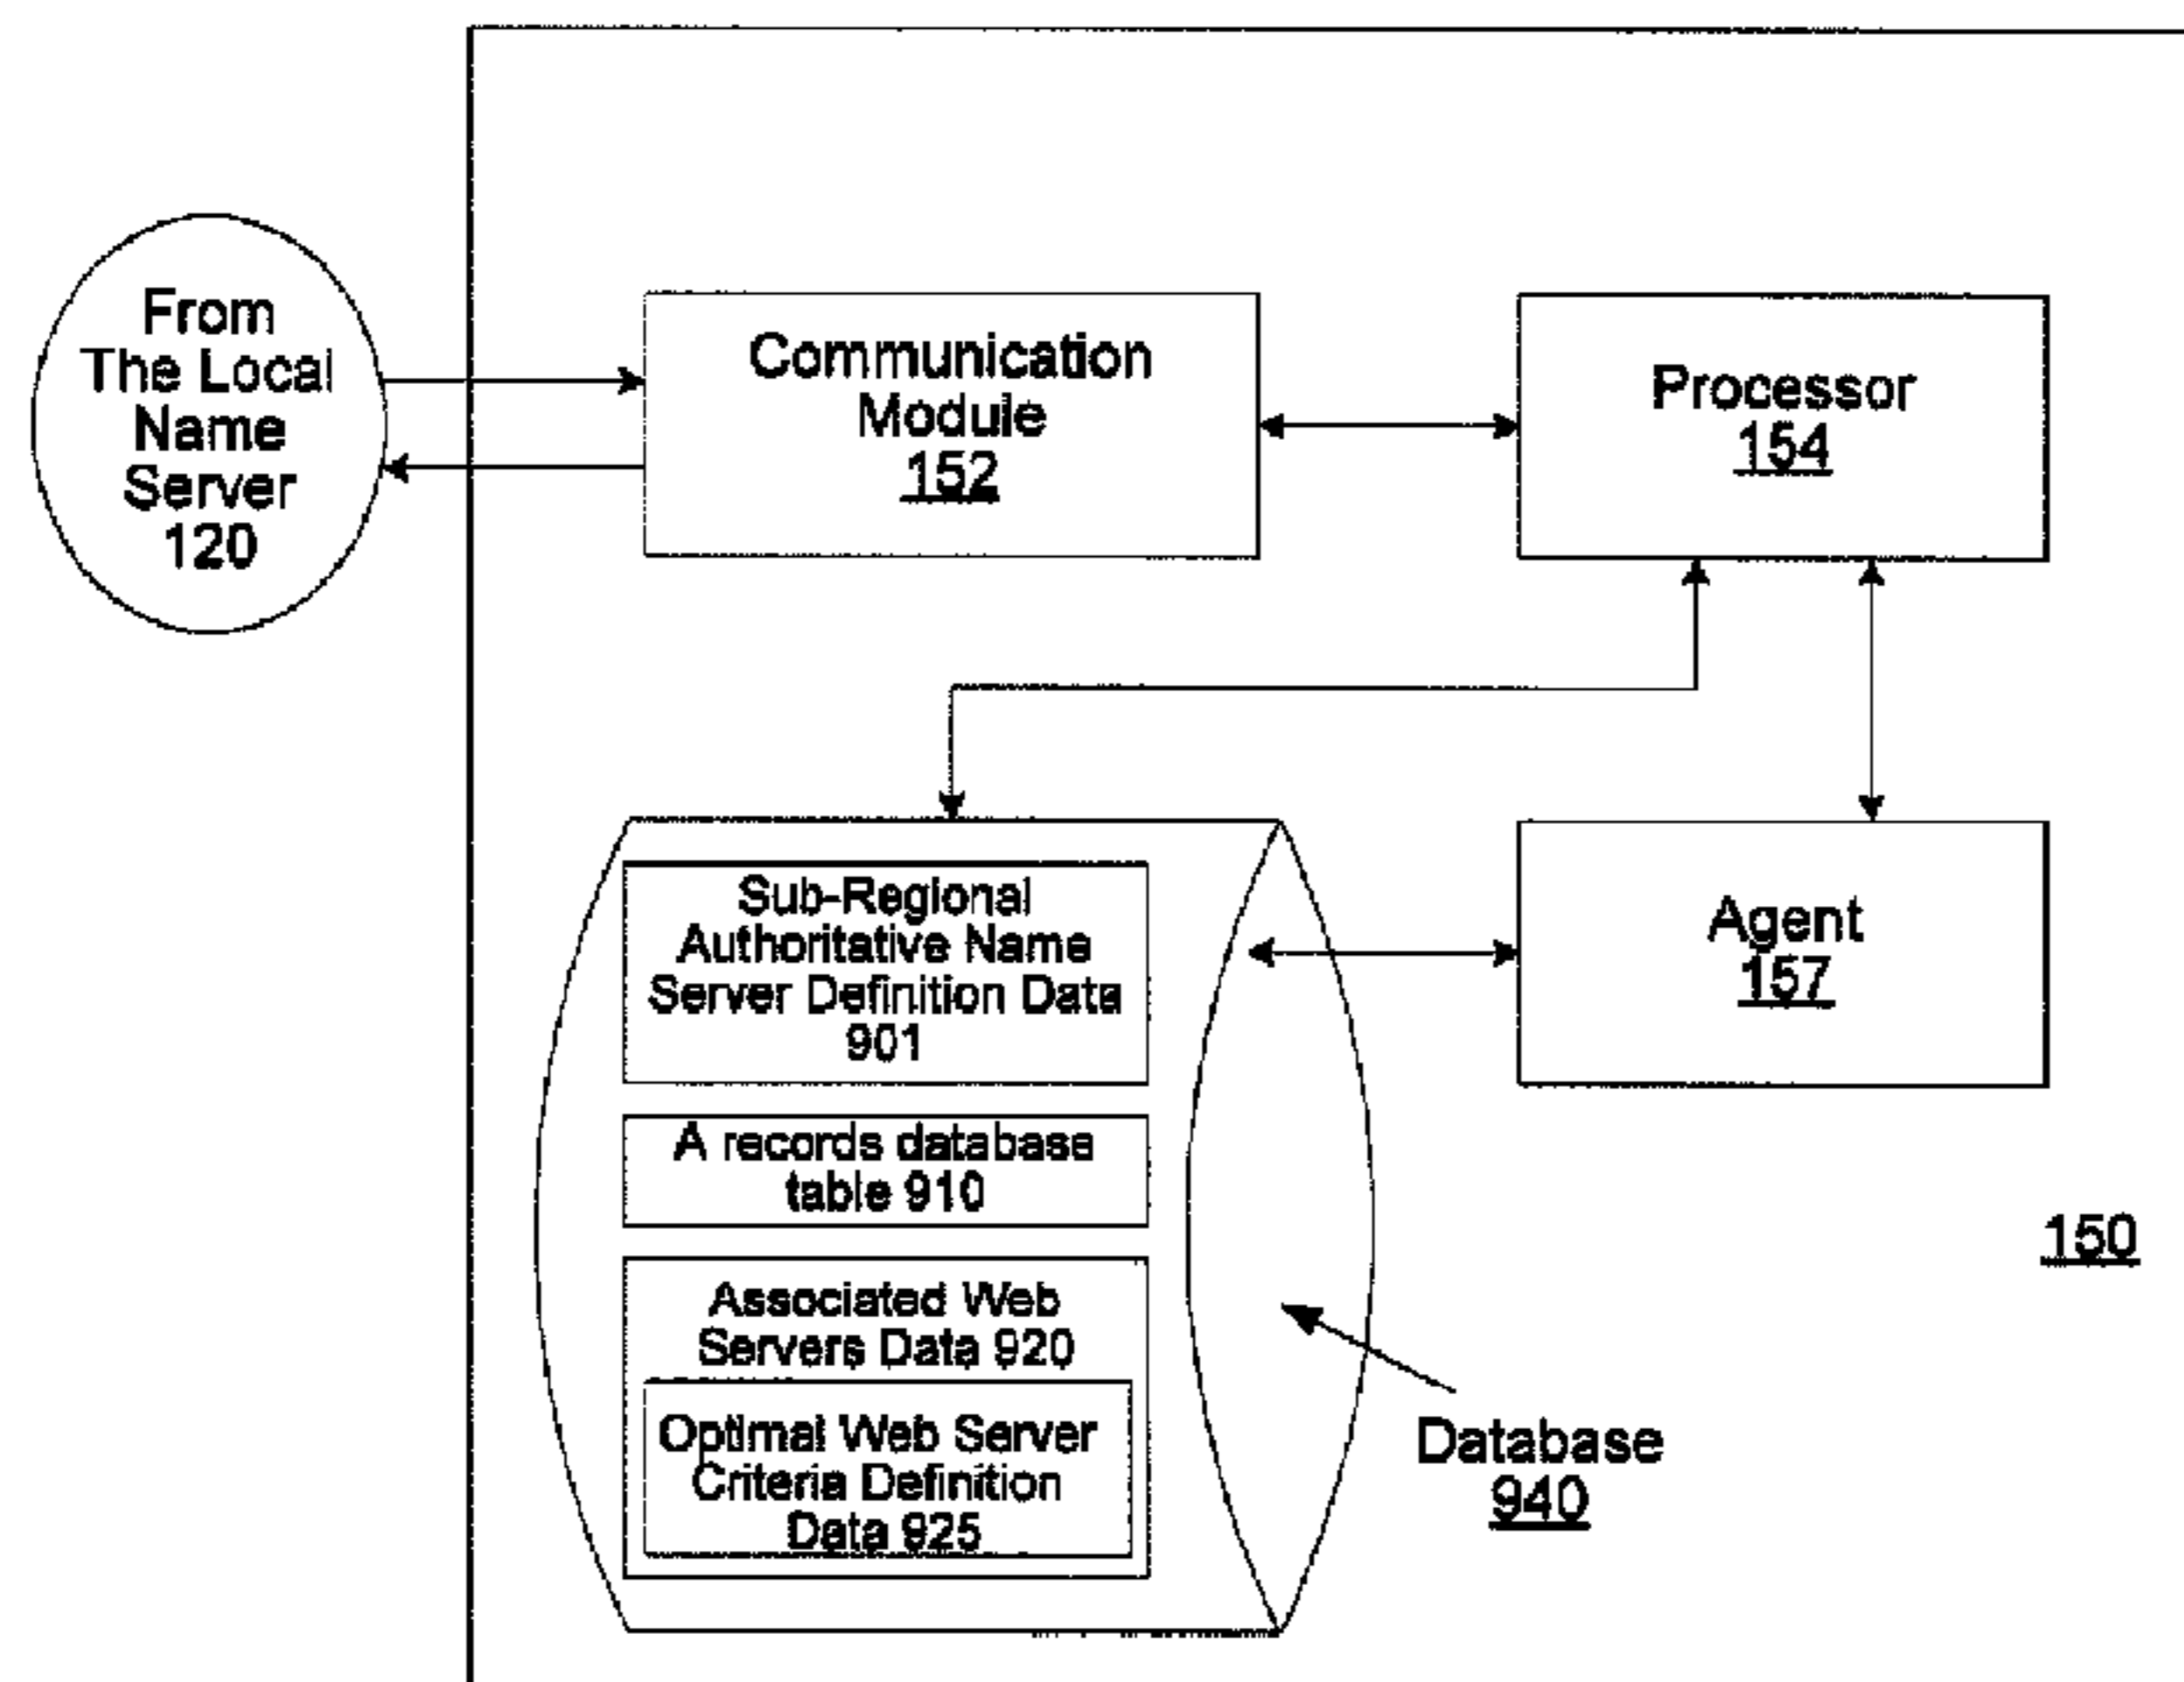 From
The Local
Name
Server
120
Communication
Module
152
Processor
154
Sub-Regional
Authoritative Name
Server Definition Data
901
A records database
table 910
Associated Web
Servers Data 920
Optimal Web Server
Criteria Definition
Data 925
Agent
157
150
Database
940